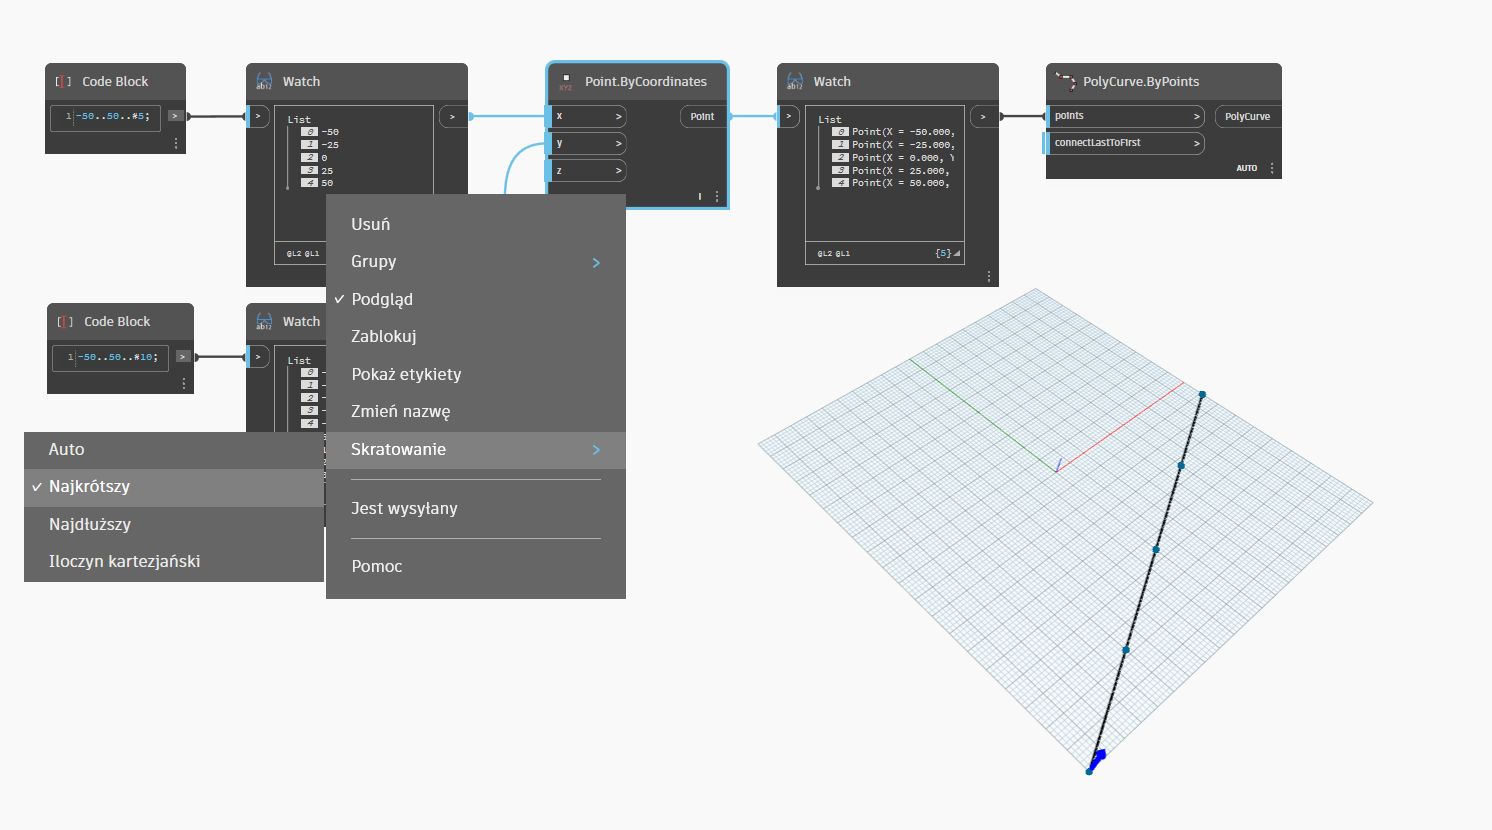 Code Block
1 -50..50..#5;
>
Watch
>
>
List
0 -50
1 -25
2 0
3 25
4 50
@L2 @L1
Point.ByCoordinates
XYZ
x >
y >
z >
Point
Watch
>
>
List
0 Point(X = -50.000,
1 Point(X = -25.000,
2 Point(X = 0.000, Y
3 Point(X = 25.000,
4 Point(X = 50.000,
@L2 @L1
{5}
PolyCurve.ByPoints
points >
connectLastToFirst >
PolyCurve
AUTO
Code Block
1 -50..50..#10;
>
Watch
>
List
0 -
1 -
2 -
3 -
4 -
Usuń
Grupy >
✓ Podgląd
Zablokuj
Pokaż etykiety
Zmień nazwę
Skratowanie >
Jest wysyłany
Pomoc
Auto
✓ Najkrótszy
Najdłuższy
Iloczyn kartezjański